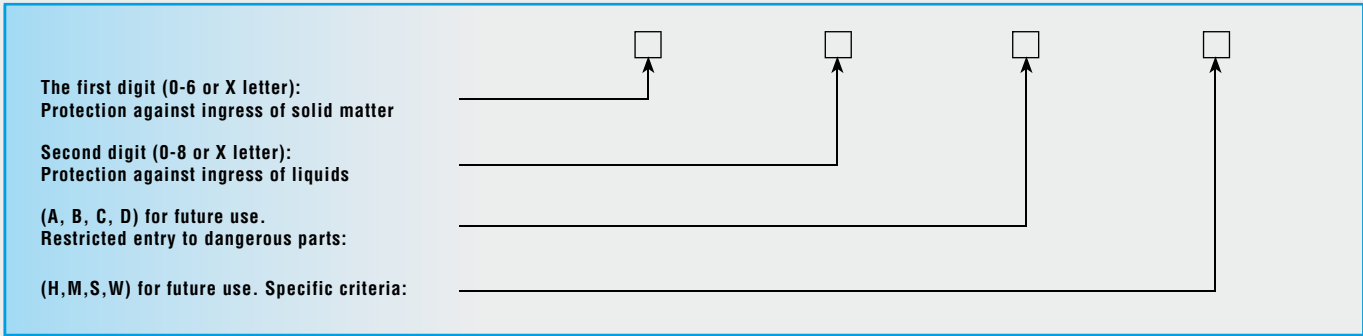 The first digit (0-6 or X letter):
Protection against ingress of solid matter
Second digit (0-8 or X letter):
Protection against ingress of liquids
(A, B, C, D) for future use.
Restricted entry to dangerous parts:
(H,M,S,W) for future use. Specific criteria: